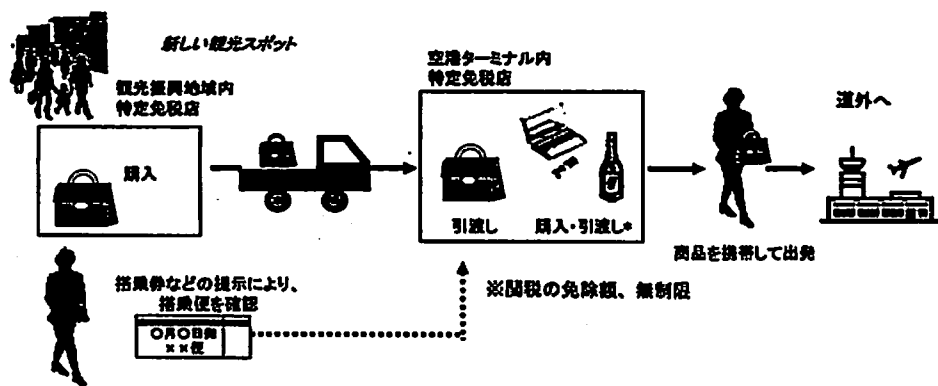 新しい観光スポット
観光振興地域内
特定免税店
購入
空港ターミナル内
特定免税店
引渡し
購入・引渡し*
道外へ
商品を携帯して出発
搭乗券などの提示により、
搭乗便を確認
○月○日発
××便
※関税の免除額、無制限